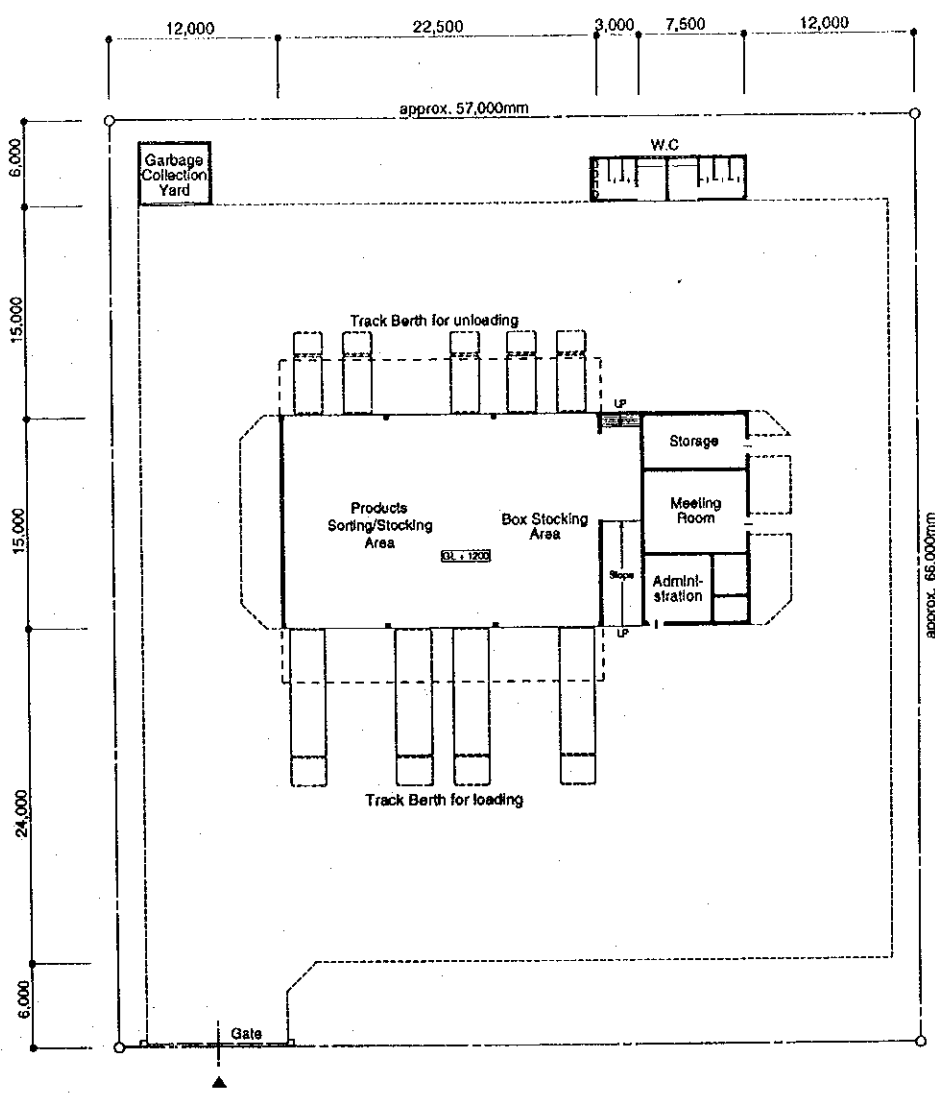 12,000
22,500
3,000
7,500
12,000
approx. 57,000mm
6,000
Garbage
Collection
Yard
W.C
15,000
Track Berth for unloading
LP
Storage
Products
Sorting/Stocking
Area
Box Stocking
Area
Meeting
Room
15,000
GL + 1200
Slope
Admini-
stration
approx. 66,000mm
LP
Track Berth for loading
24,000
6,000
Gate